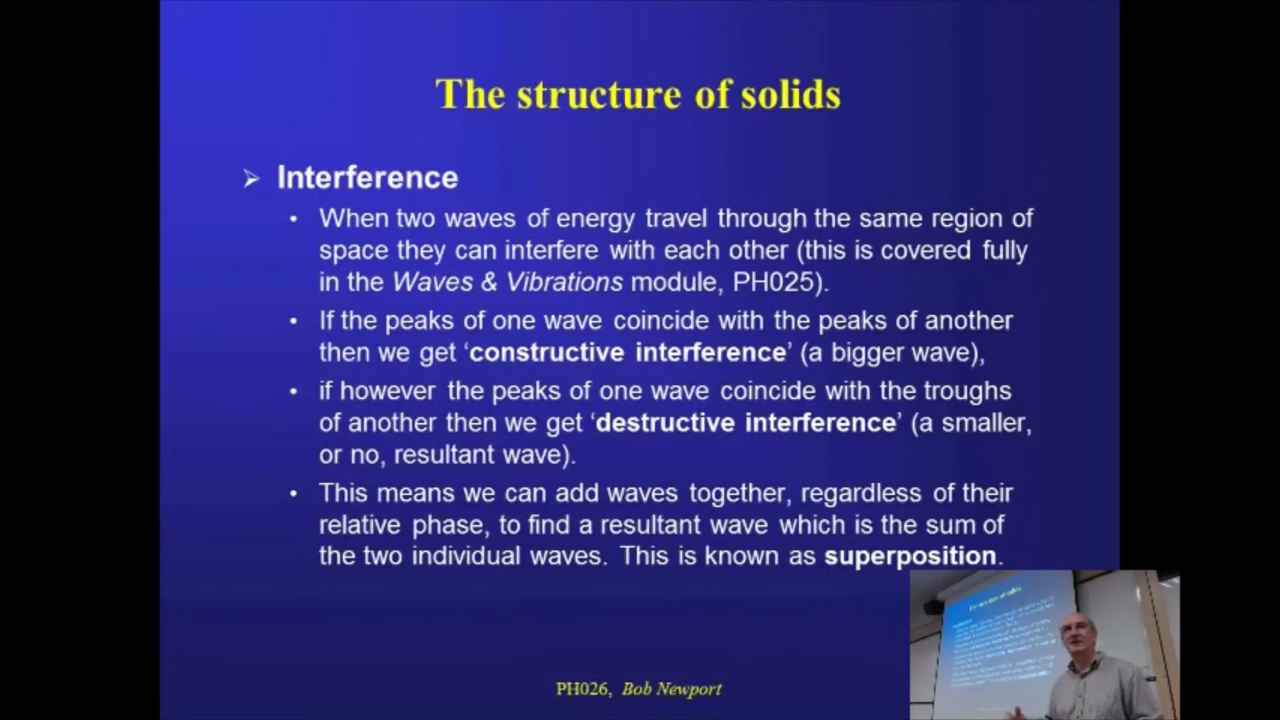 The structure of solids
➢ Interference
• When two waves of energy travel through the same region of
space they can interfere with each other (this is covered fully
in the Waves & Vibrations module, PH025).
• If the peaks of one wave coincide with the peaks of another
then we get ‘constructive interference’ (a bigger wave),
• if however the peaks of one wave coincide with the troughs
of another then we get ‘destructive interference’ (a smaller,
or no, resultant wave).
• This means we can add waves together, regardless of their
relative phase, to find a resultant wave which is the sum of
the two individual waves. This is known as superposition.
PH026, Bob Newport
The structure of solids